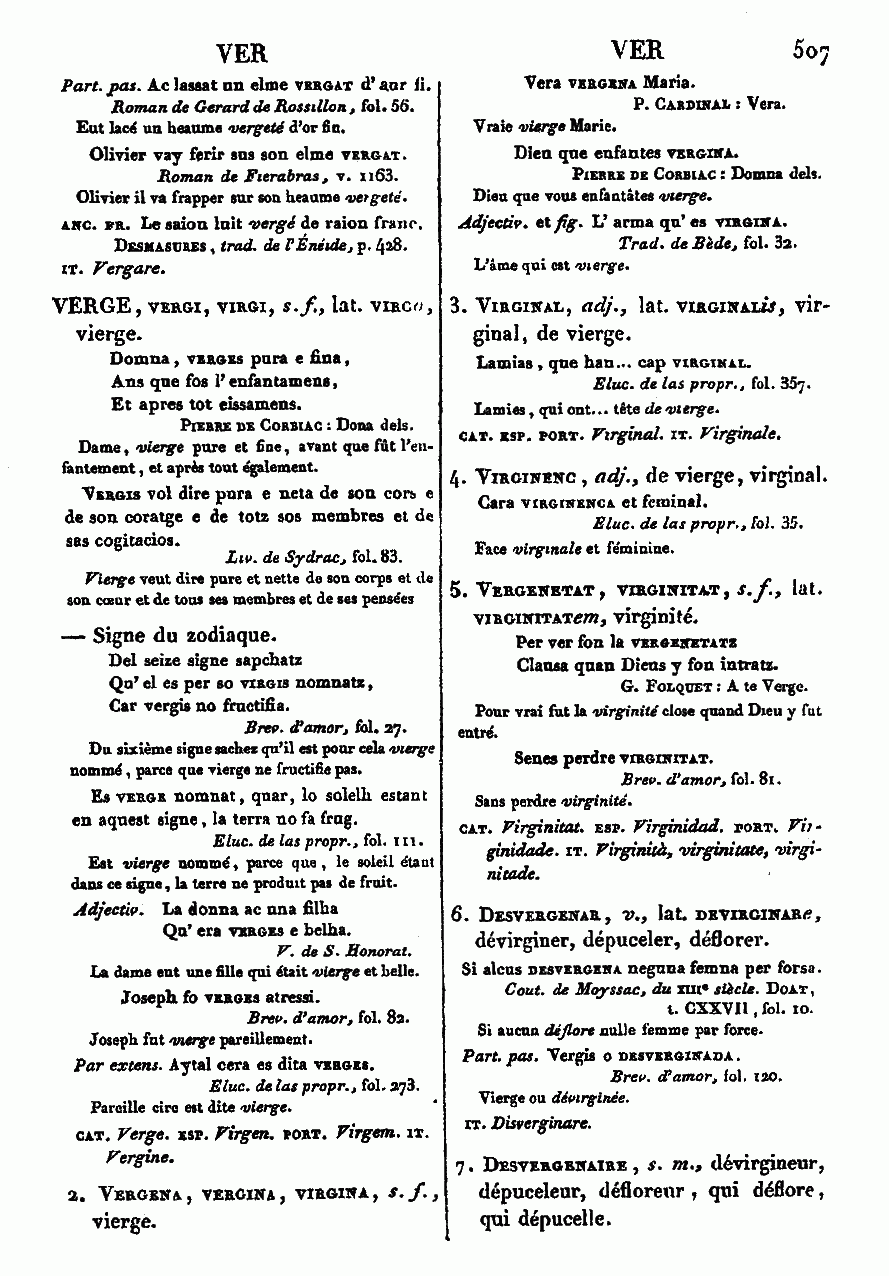 VER
Part. pas. Ac lassat un elme VERGAT d'aur fi.
Roman de Gerard de Rossillon, fol. 56.
Eut lacé un heaume vergeté d'or fin.
Olivier vay ferir sus son elme VERGAT.
Roman de Fierabras, v. 1163.
Olivier il va frapper sur son heaume vergeté.
ANC. FR. Le saion luit vergé de raion franc.
DESMASURES, trad. de l'Énéide, p. 428.
IT. Vergare.
VERGE, VERGI, VIRGI, s. f., lat. VIRGO,
vierge.
Domna, VERGES pura e fina,
Ans que fos l'enfantamens,
Et apres tot eissamens.
PIERRE DE CORBIAC : Dona dels.
Dame, vierge pure et fine, avant que fût l'en-
fantement, et après tout également.
VERGIS vol dire pura e neta de son cors e
de son coratge e de totz sos membres et de
sas cogitacios.
Liv. de Sydrac, fol. 83.
Vierge veut dire pure et nette de son corps et de
son cœur et de tous ses membres et de ses pensées
— Signe du zodiaque.
Del seize signe sapchatz
Qu'el es per so VIRGIS nomnatz,
Car vergis no fructifia.
Brev. d'amor, fol. 27.
Du sixième signe sachez qu'il est pour cela vierge
nommé, parce que vierge ne fructifie pas.
Es VERGE nomnat, quar, lo solelh estant
en aquest signe, la terra no fa frug.
Eluc. de las propr., fol. 111.
Est vierge nommé, parce que, le soleil étant
dans ce signe, la terre ne produit pas de fruit.
Adjectiv. La donna ac una filha
Qu'era VERGES e belha.
V. de S. Honorat.
La dame eut une fille qui était vierge et belle.
Joseph fo VERGES atressi.
Brev. d'amor, fol. 82.
Joseph fut vierge pareillement.
Par extens. Aytal cera es dita VERGES.
Eluc. de las propr., fol. 273.
Pareille cire est dite vierge.
CAT. Verge. ESP. Virgen. PORT. Virgem. IT.
Vergine.
2. VERGENA, VERGINA, VIRGINA, s. f.,
vierge.
VER 507
Vera VERGENA Maria.
P. CARDINAL : Vera.
Vraie vierge Marie.
Dieu que enfantes VERGINA.
PIERRE DE CORBIAC : Domna dels.
Dieu que vous enfantâtes vierge.
Adjectiv. et fig. L'arma qu'es VIRGINA.
Trad. de Bède, fol. 32.
L'âme qui est vierge.
3. VIRGINAL, adj., lat. VIRGINALis, vir-
ginal, de vierge.
Lamias, que han... cap VIRGINAL.
Eluc. de las propr., fol. 357.
Lamies, qui ont... tête de vierge.
CAT. ESP. PORT. Virginal. IT. Virginale.
4. VIRGINENC, adj., de vierge, virginal.
Cara VIRGINENCA et feminal.
Eluc. de las propr., fol. 35.
Face virginale et féminine.
5. VERGENETAT, VIRGINITAT, s. f., lat.
VIRGINITATem, virginité.
Per ver fon la VERGENETATZ
Clausa quan Dieus y fon intratz.
G. FOLQUET : A te Verge.
Pour vrai fut la virginité close quand Dieu y fut
entré.
Senes perdre VIRGINITAT.
Brev. d'amor, fol. 81.
Sans perdre virginité.
CAT. Virginitat. ESP. Virginidad. PORT. Vir-
ginidade. IT. Virginità, virginitate, virgi-
nitade.
6. DESVERGENAR, v., lat. DEVIRGINARe,
dévirginer, dépuceler, déflorer.
Si alcus DESVERGENA neguna femna per forsa.
Cout. de Moyssac, du XIIIe siècle. DOAT,
t. CXXVII, fol. 10.
Si aucun déflore nulle femme par force.
Part. pas. Vergis o DESVERGINADA.
Brev. d'amor, fol. 120.
Vierge ou dévirginée.
IT. Disverginare.
7. DESVERGENAIRE, s. m., dévirgineur,
dépuceleur, défloreur, qui déflore,
qui dépucelle.